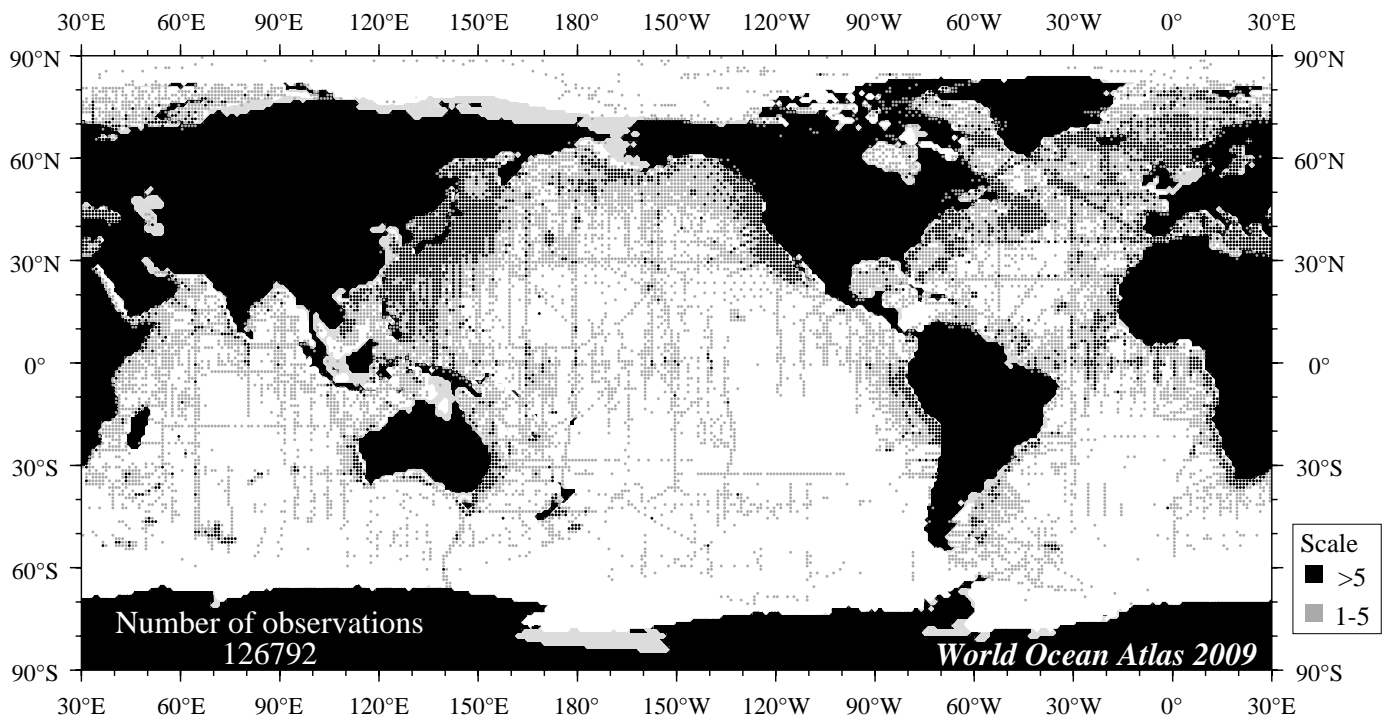 30°E 60°E 90°E 120°E 150°E 180° 150°W 120°W 90°W 60°W 30°W 0° 30°E
90°N 90°N
60°N 60°N
30°N 30°N
0° 0°
30°S 30°S
60°S 60°S
90°S 90°S
Scale
>5
1-5
Number of observations
126792
World Ocean Atlas 2009
30°E 60°E 90°E 120°E 150°E 180° 150°W 120°W 90°W 60°W 30°W 0° 30°E